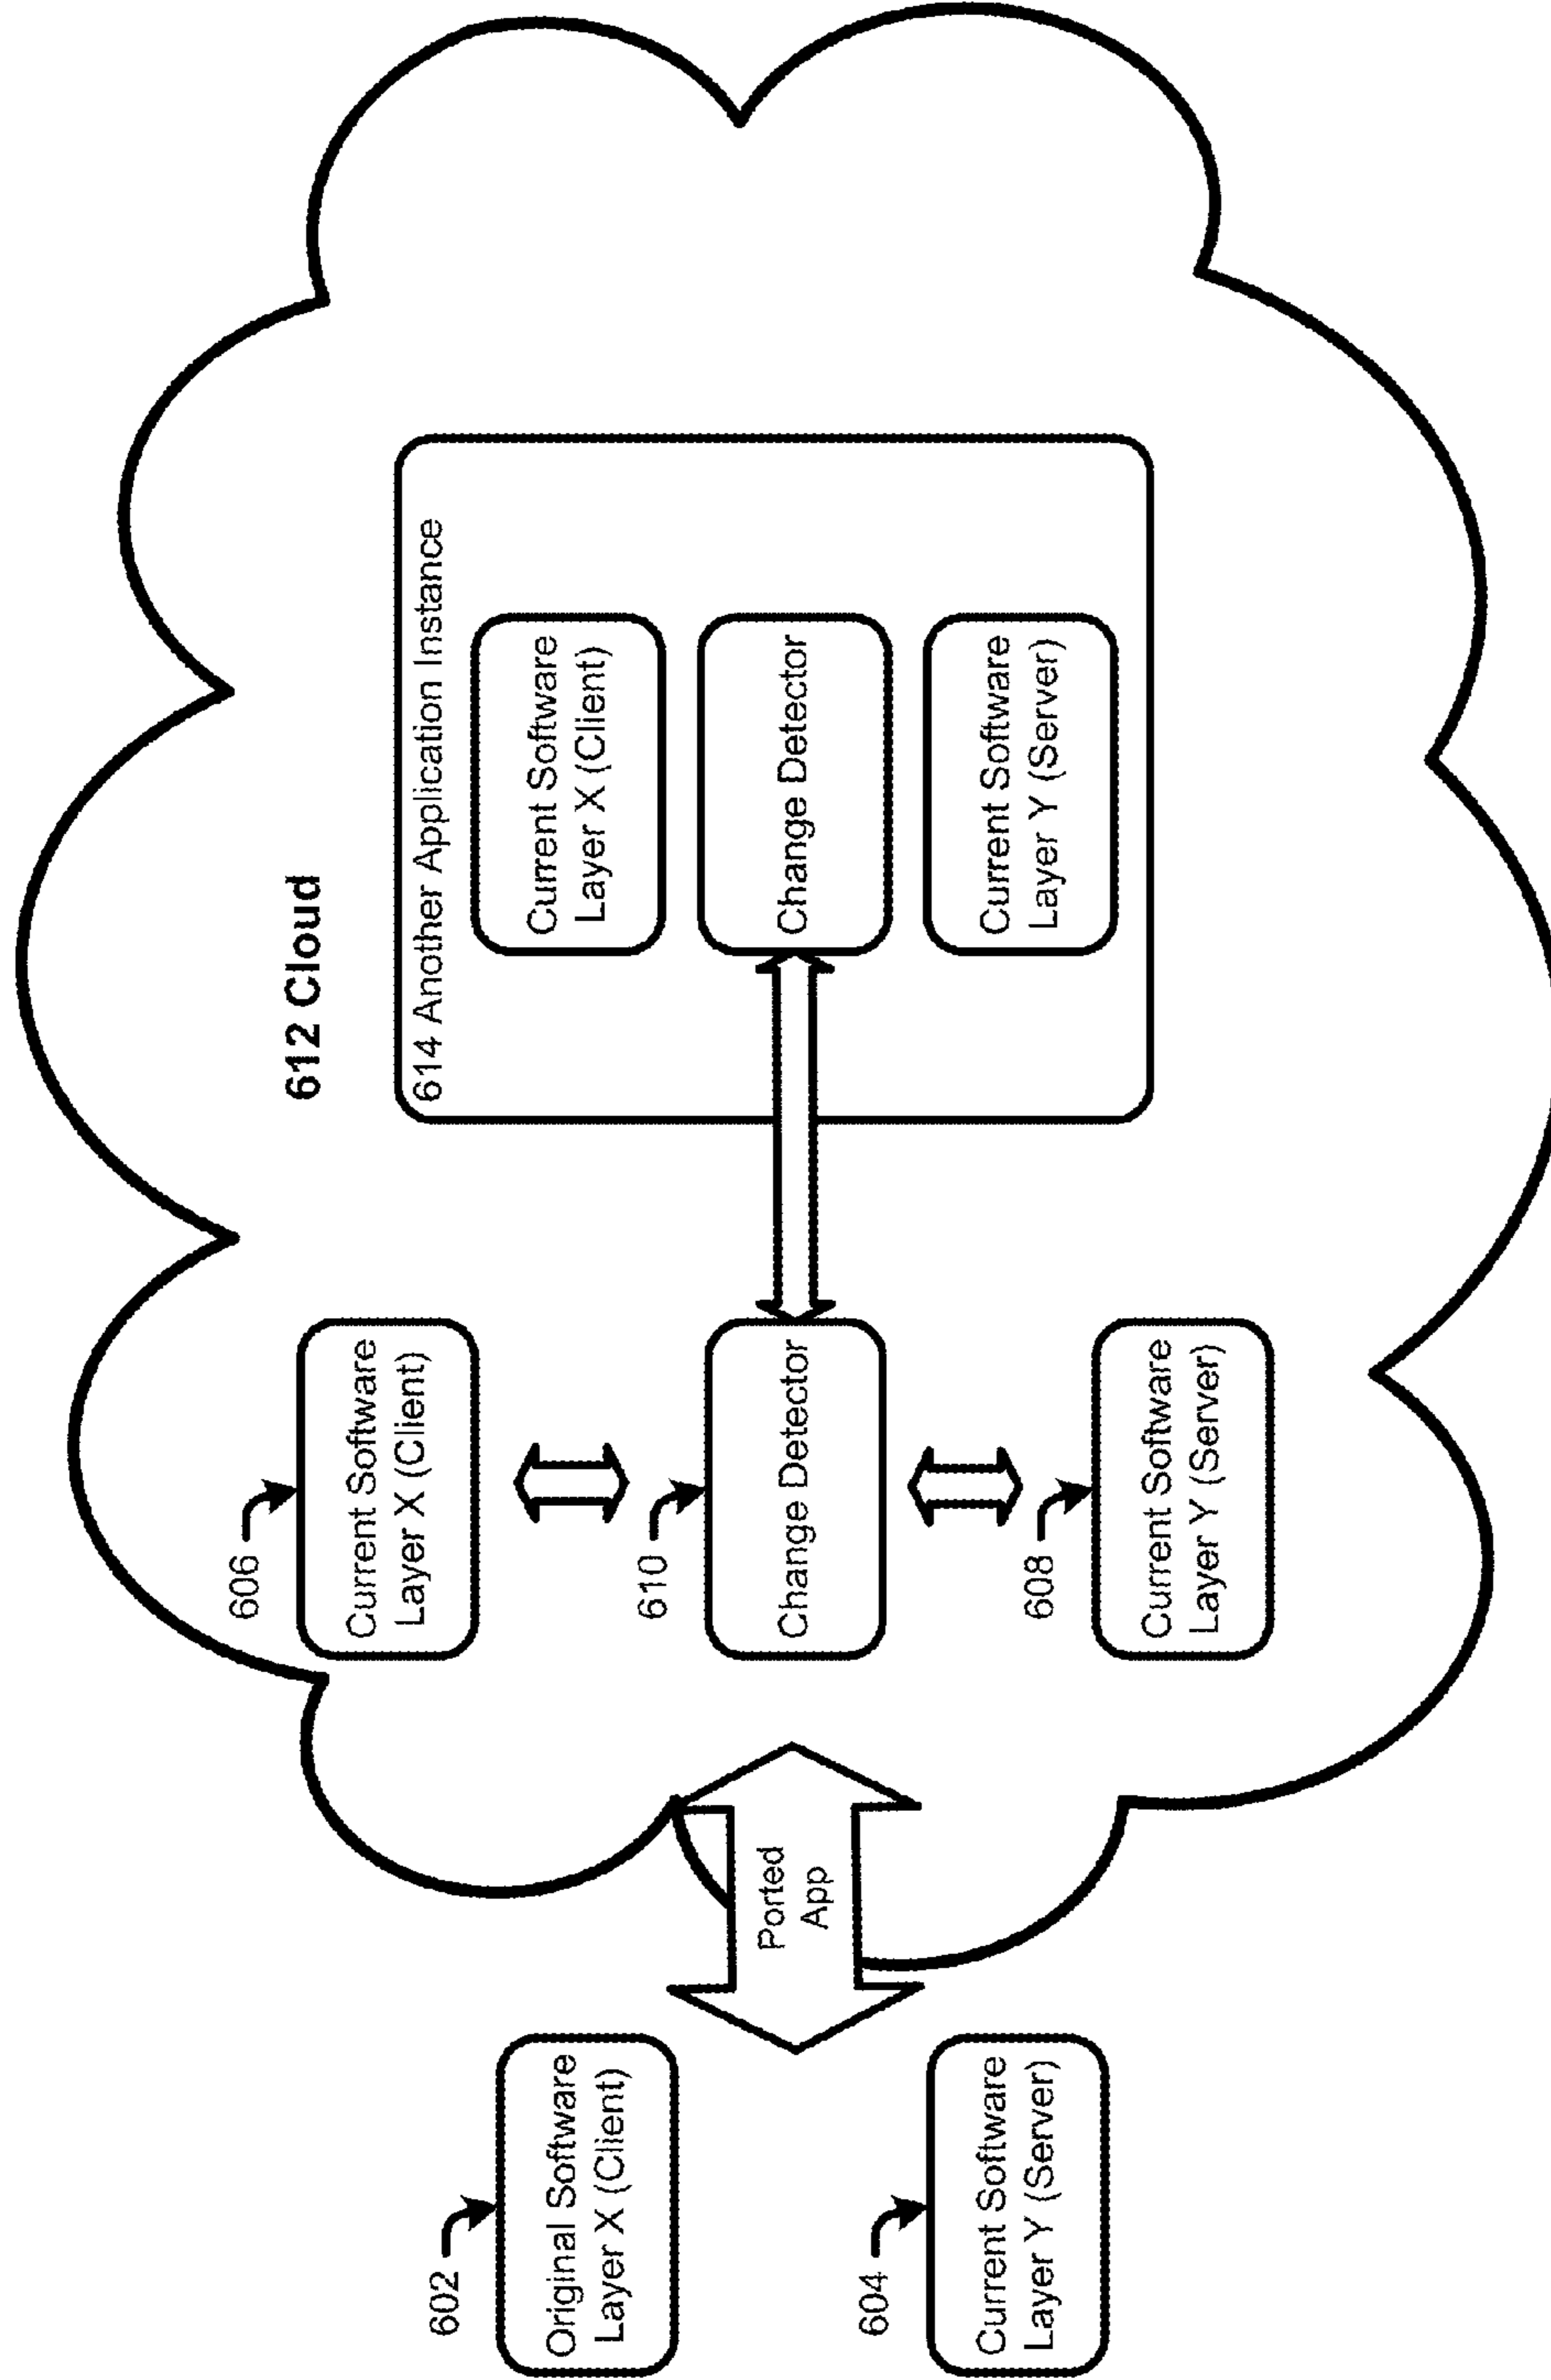 602
Original Software
Layer X (Client)
604
Current Software
Layer Y (Server)
Ported
App
606
Current Software
Layer X (Client)
610
Change Detector
608
Current Software
Layer Y (Server)
612 Cloud
614 Another Application Instance
Current Software
Layer X (Client)
Change Detector
Current Software
Layer Y (Server)